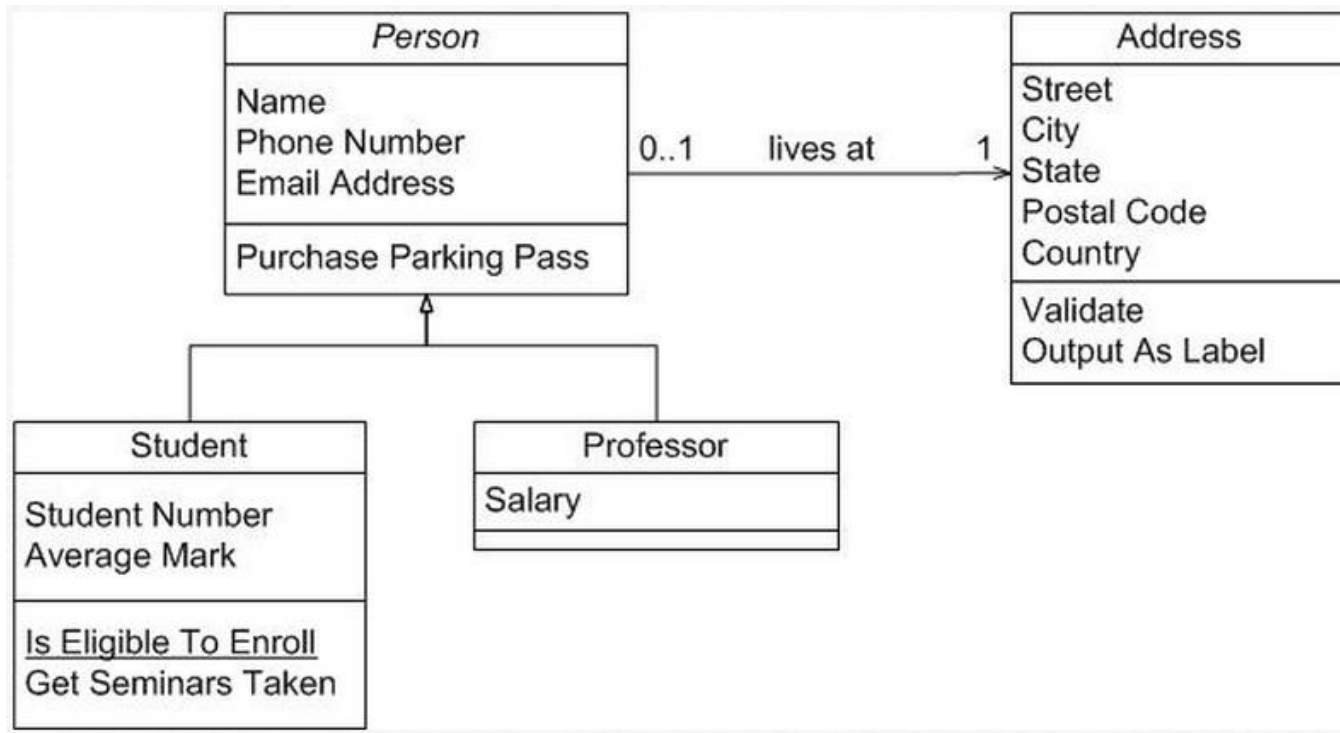 Person
Name
Phone Number
Email Address
Purchase Parking Pass
0..1 lives at 1
Address
Street
City
State
Postal Code
Country
Validate
Output As Label
Student
Student Number
Average Mark
Is Eligible To Enroll
Get Seminars Taken
Professor
Salary